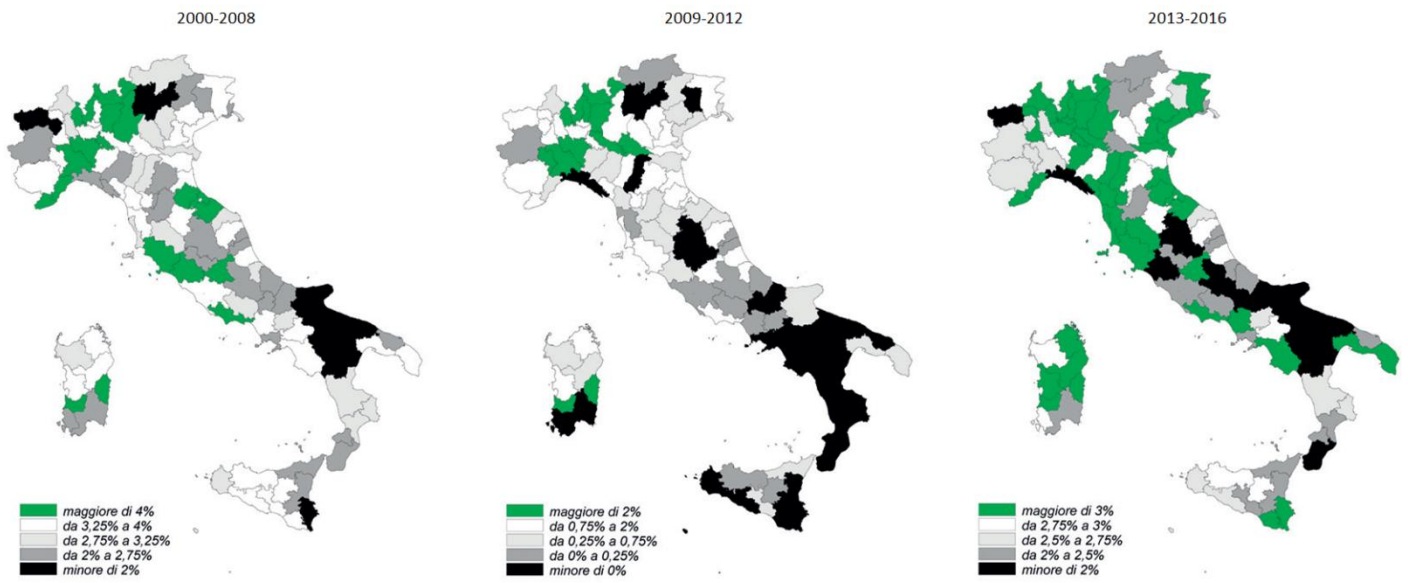 2000-2008
2009-2012
2013-2016
maggiore di 4%
da 3,25% a 4%
da 2,75% a 3,25%
da 2% a 2,75%
minore di 2%
maggiore di 2%
da 0,75% a 2%
da 0,25% a 0,75%
da 0% a 0,25%
minore di 0%
maggiore di 3%
da 2,75% a 3%
da 2,5% a 2,75%
da 2% a 2,5%
minore di 2%